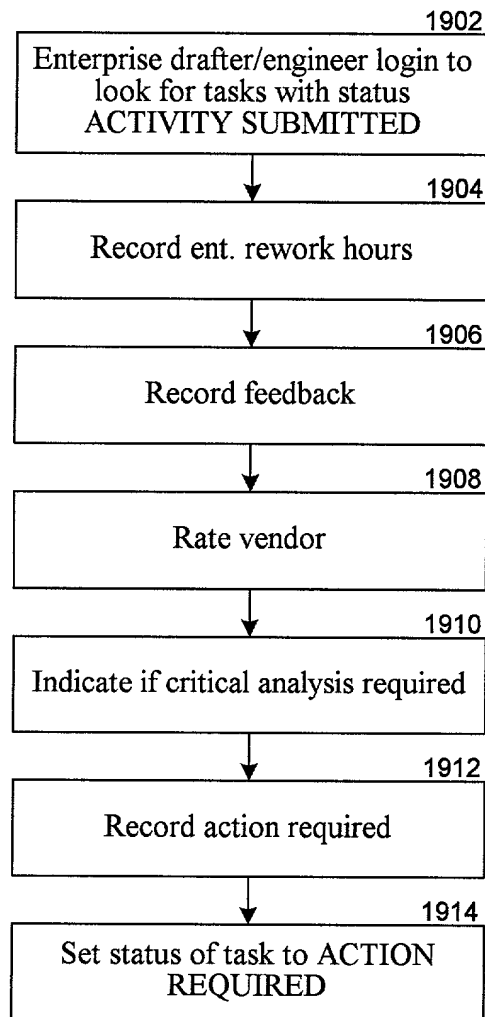 1902
Enterprise drafter/engineer login to
look for tasks with status
ACTIVITY SUBMITTED
1904
Record ent. rework hours
1906
Record feedback
1908
Rate vendor
1910
Indicate if critical analysis required
1912
Record action required
1914
Set status of task to ACTION
REQUIRED